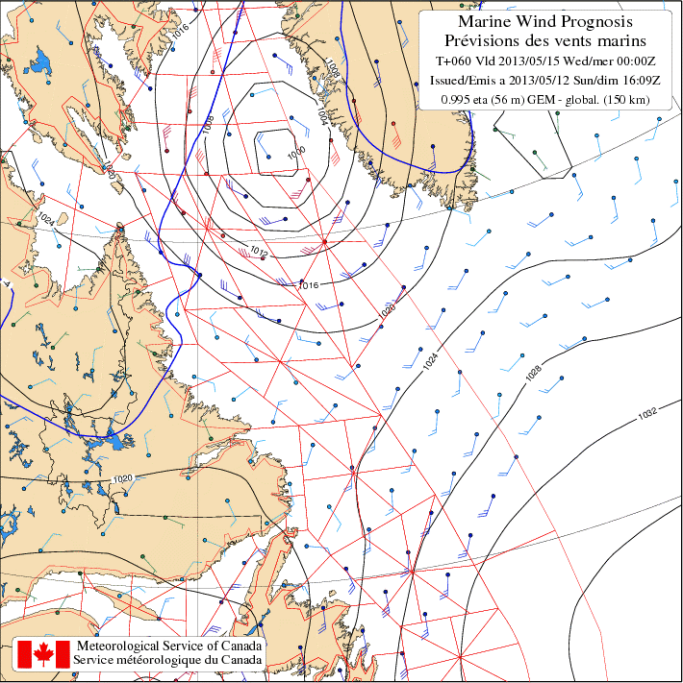 Marine Wind Prognosis
Prévisions des vents marins
T+060 Vld 2013/05/15 Wed/mer 00:00Z
Issued/Emis a 2013/05/12 Sun/dim 16:09Z
0.995 eta (56 m) GEM - global. (150 km)
1016
1008
1004
1008
1000
1020
1024
1012
1016
1020
1024
1028
1032
1020
Meteorological Service of Canada
Service météorologique du Canada